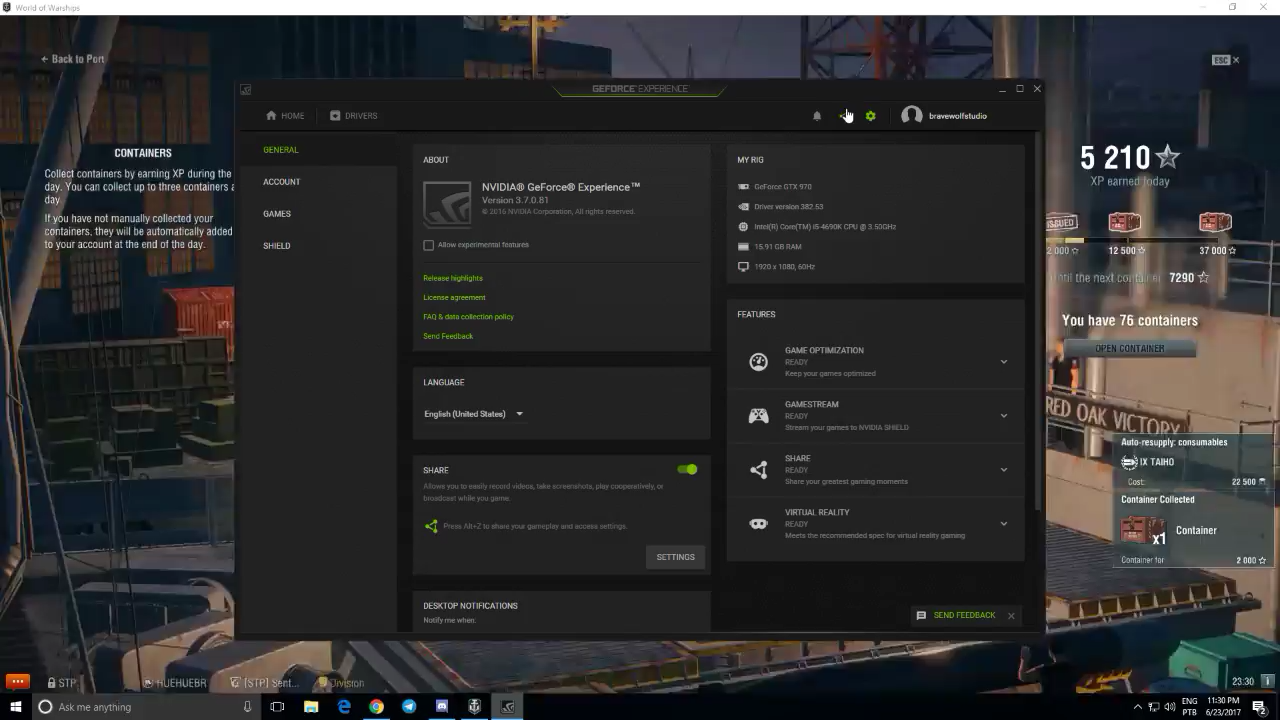 World of Warships
Back to Port
ESC
GEFORCE EXPERIENCE
HOME
DRIVERS
bravewolfstudio
CONTAINERS
Collect containers by earning XP during the
day. You can collect up to three containers a
day
If you have not manually collected your
containers, they will be automatically added
to your account at the end of the day.
GENERAL
ACCOUNT
GAMES
SHIELD
ABOUT
NVIDIA® GeForce® Experience™
Version 3.7.0.81
© 2016 NVIDIA Corporation, All rights reserved.
Allow experimental features
Release highlights
License agreement
FAQ & data collection policy
Send Feedback
LANGUAGE
English (United States)
SHARE
Allows you to easily record videos, take screenshots, play cooperatively, or
broadcast while you game.
Press Alt+Z to share your gameplay and access settings.
SETTINGS
DESKTOP NOTIFICATIONS
Notify me when:
MY RIG
GeForce GTX 970
Driver version 382.53
Intel(R) Core(TM) i5-4690K CPU @ 3.50GHz
15.91 GB RAM
1920 x 1080, 60Hz
FEATURES
GAME OPTIMIZATION
READY
Keep your games optimized
GAMESTREAM
READY
Stream your games to NVIDIA SHIELD
SHARE
READY
Share your greatest gaming moments
VIRTUAL REALITY
READY
Meets the recommended spec for virtual reality gaming
SEND FEEDBACK
5 210
XP earned today
ISSUED
2 000 12 500 37 000
until the next container 7290
You have 76 containers
OPEN CONTAINER
RED OAK VICTORY
Auto-resupply: consumables
IX TAIHO
Cost: 22 500
Container Collected
x1 Container
Container for 2 000
STP
HUEHUEBR
[STP] Sent...
Division
23:30
Ask me anything
ENG
PTB
11:30 PM
6/23/2017
2